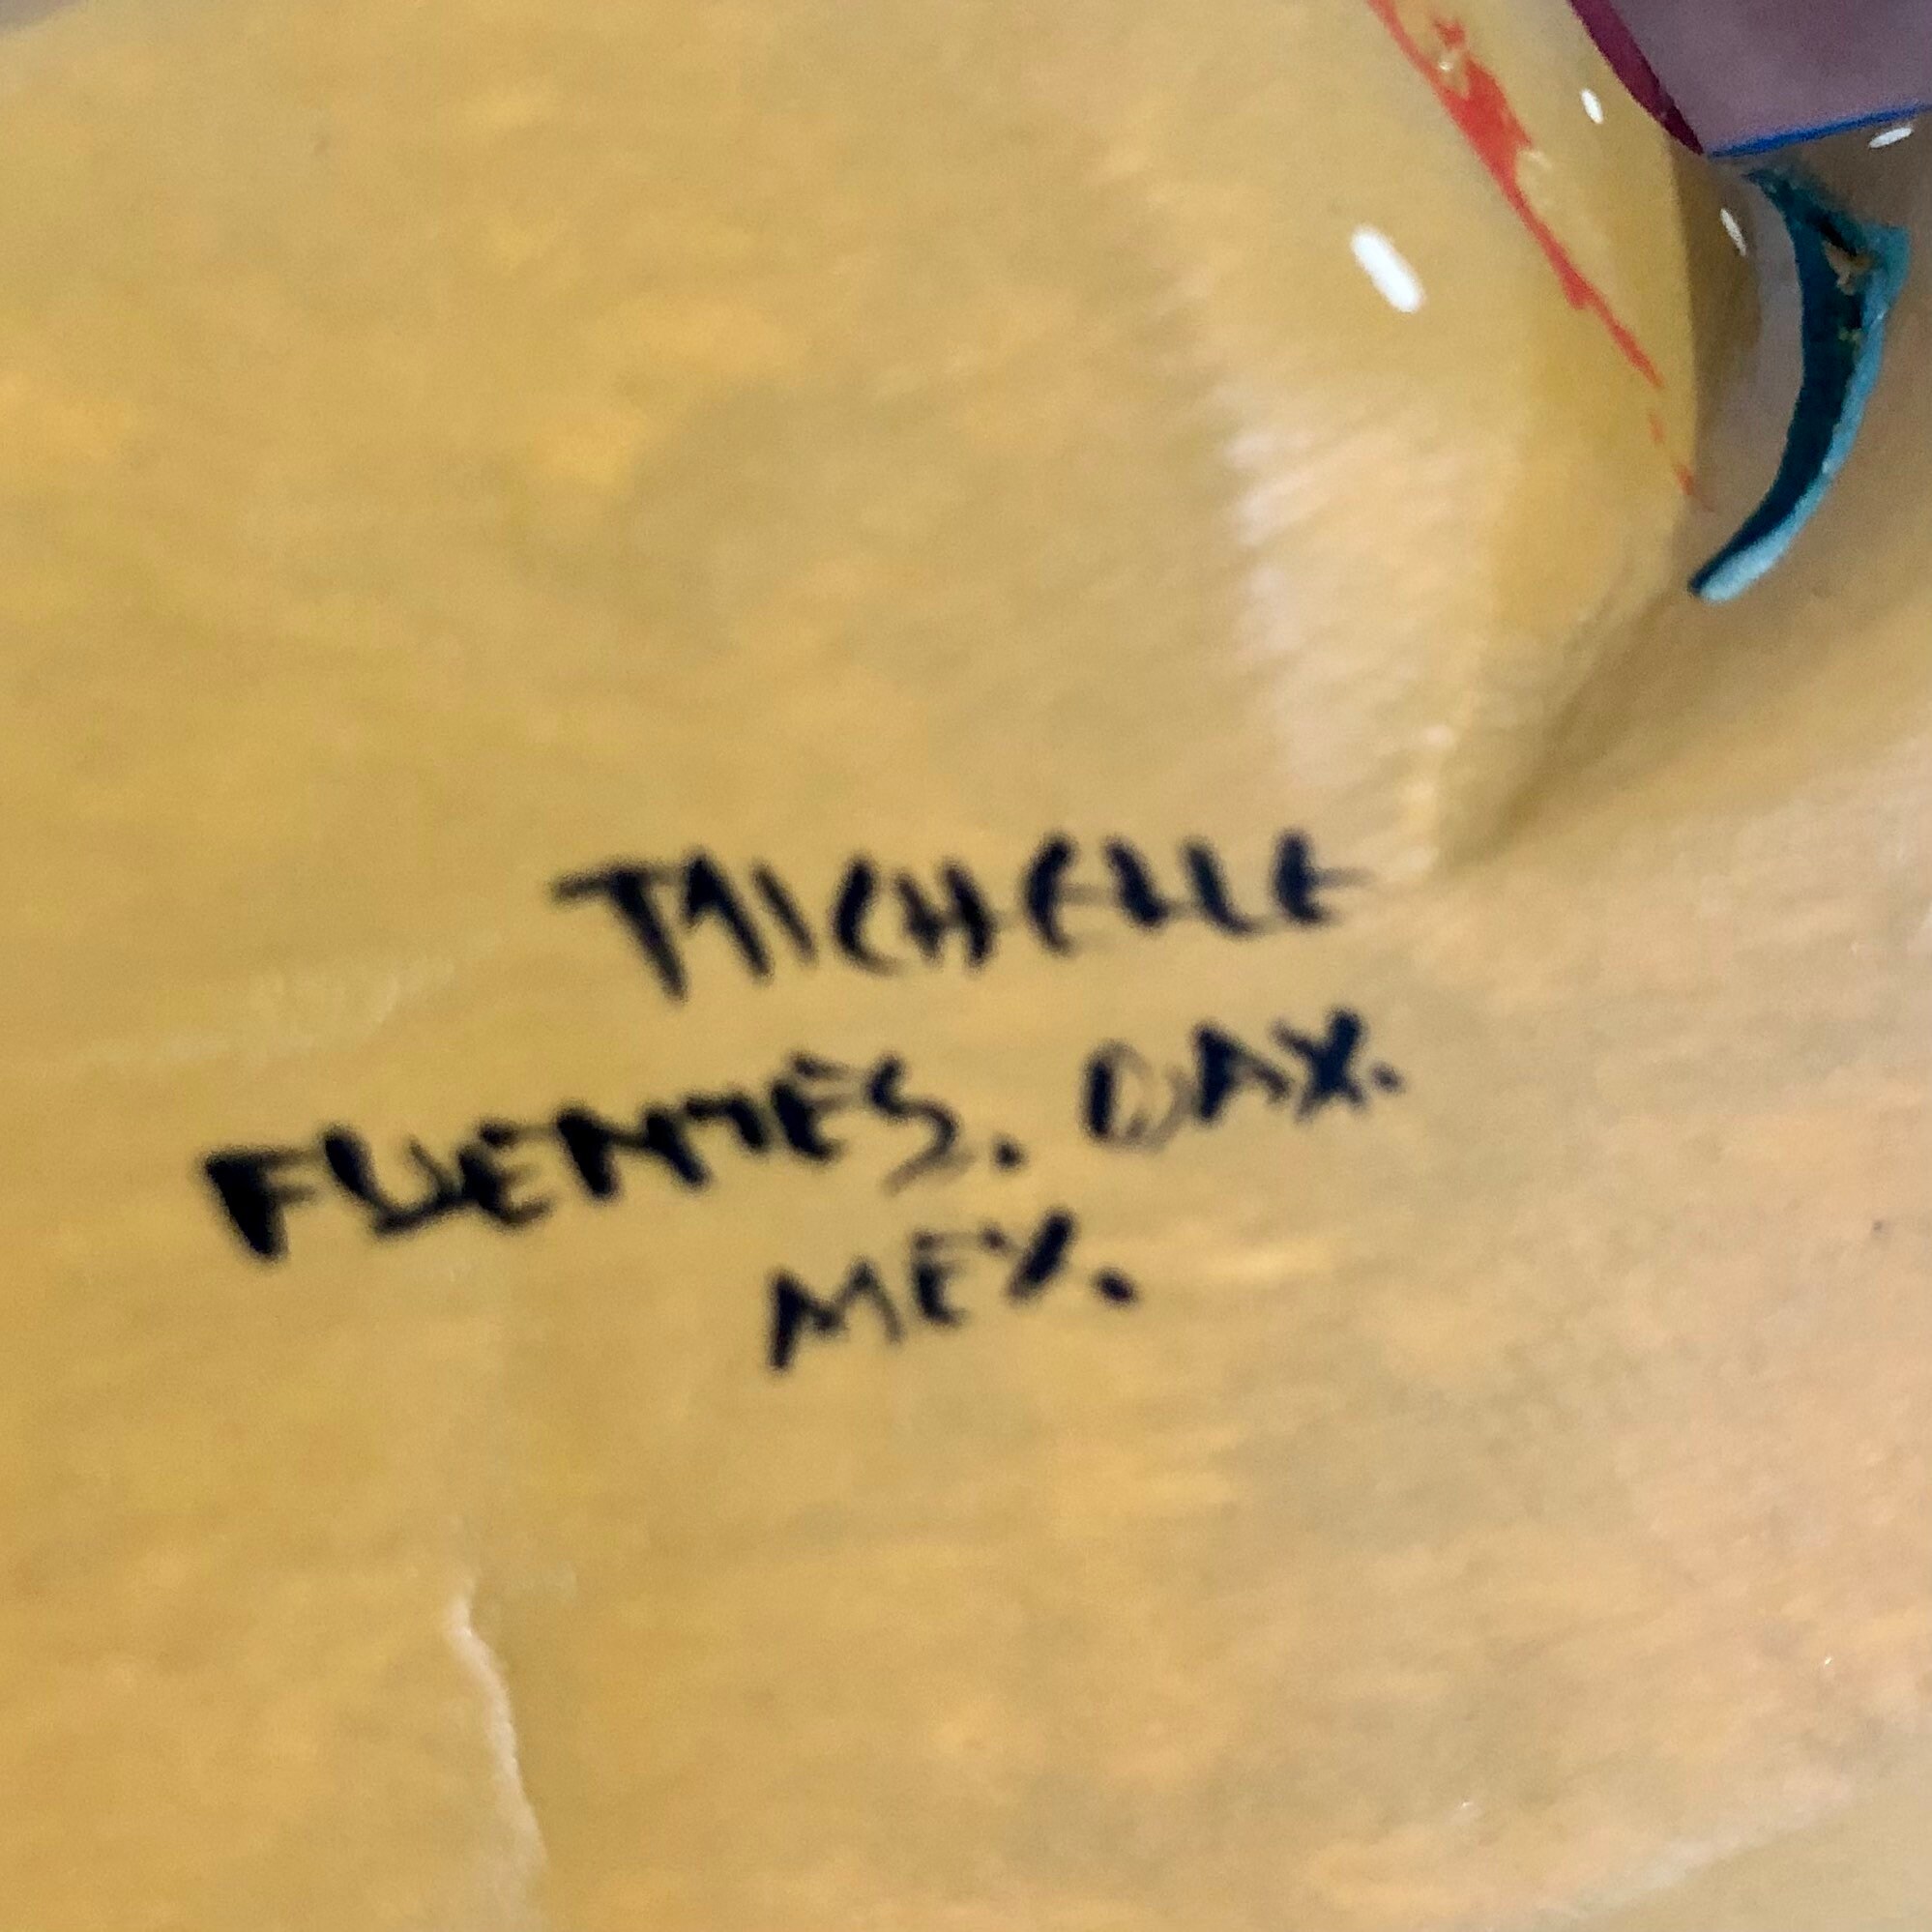 MICHELLE
FUENTES. OAX.
MEX.